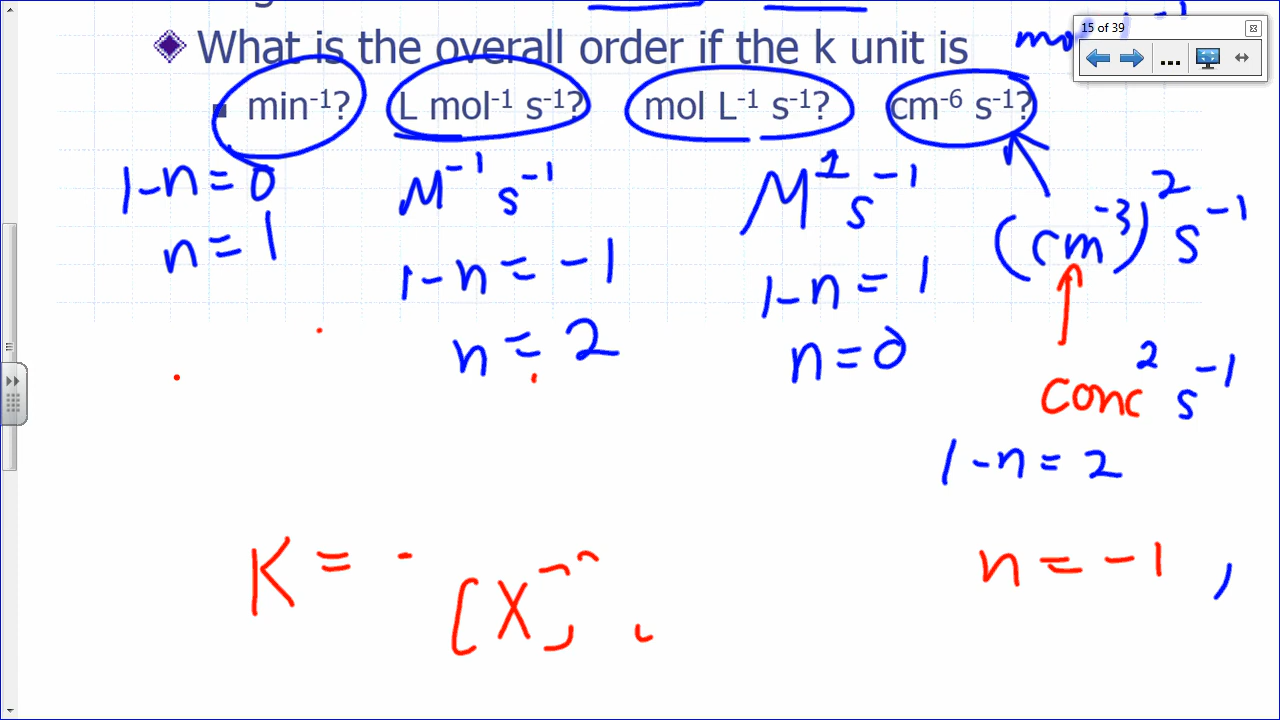 What is the overall order if the k unit is
15 of 39
min⁻¹? L mol⁻¹ s⁻¹? mol L⁻¹ s⁻¹? cm⁻⁶ s⁻¹?
1-n=0 M⁻¹ s⁻¹ M¹ s⁻¹ (cm⁻³)² s⁻¹
n=1 1-n=-1 1-n=1
n=2 n=0 conc² s⁻¹
1-n=2
n=-1,
K = [X]